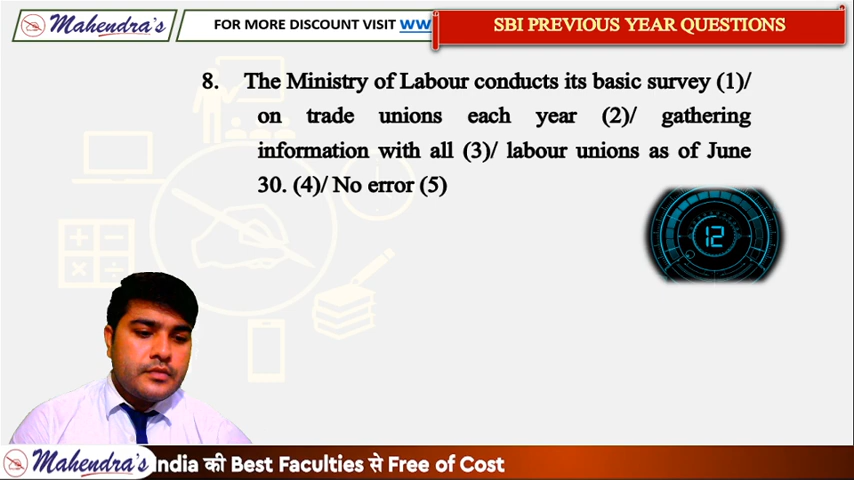 Mahendra's
FOR MORE DISCOUNT VISIT WW
SBI PREVIOUS YEAR QUESTIONS
8. The Ministry of Labour conducts its basic survey (1)/
on trade unions each year (2)/ gathering
information with all (3)/ labour unions as of June
30. (4)/ No error (5)
12
Mahendra's India की Best Faculties से Free of Cost